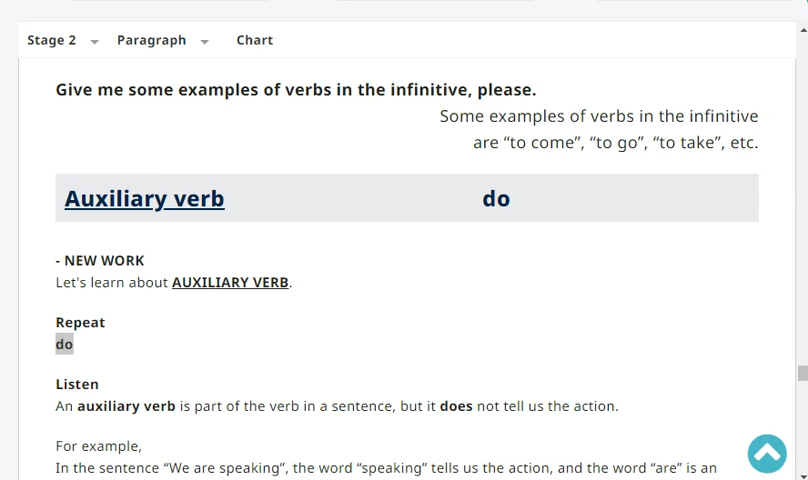 Stage 2 Paragraph Chart
Give me some examples of verbs in the infinitive, please.
Some examples of verbs in the infinitive
are “to come”, “to go”, “to take”, etc.
Auxiliary verb do
- NEW WORK
Let's learn about AUXILIARY VERB.
Repeat
do
Listen
An auxiliary verb is part of the verb in a sentence, but it does not tell us the action.
For example,
In the sentence “We are speaking”, the word “speaking” tells us the action, and the word “are” is an